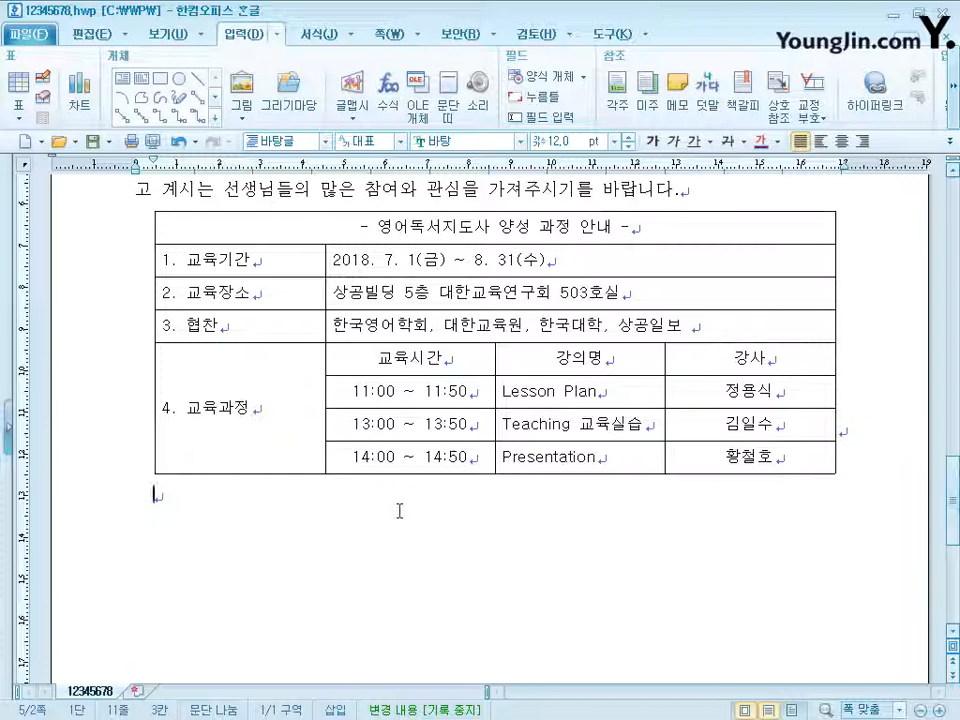 12345678.hwp [C:\WWPW] - 한컴오피스 흔글
YoungJin.com Y.
파일(F) 편집(E) 보기(U) 입력(D) 서식(J) 쪽(W) 보안(R) 검토(H) 도구(K)
표 개체 필드 참조
표 차트 그림 그리기마당 글맵시 수식 OLE 개체 문단 띠 소리 양식 개체 누름틀 필드 입력 각주 미주 메모 덧말 책갈피 상호 참조 교정 부호 하이퍼링크
바탕글 대표 바탕 12.0 pt 가 가 가 가 가
고 계시는 선생님들의 많은 참여와 관심을 가져주시기를 바랍니다.
- 영어독서지도사 양성 과정 안내 -
1. 교육기간 2018. 7. 1(금) ~ 8. 31(수)
2. 교육장소 상공빌딩 5층 대한교육연구회 503호실
3. 협찬 한국영어학회, 대한교육원, 한국대학, 상공일보
4. 교육과정 교육시간 강의명 강사
11:00 ~ 11:50 Lesson Plan 정용식
13:00 ~ 13:50 Teaching 교육실습 김일수
14:00 ~ 14:50 Presentation 황철호
12345678
5/2쪽 1단 11줄 3칸 문단 나눔 1/1 구역 삽입 변경 내용 [기록 중지] 폭 맞춤